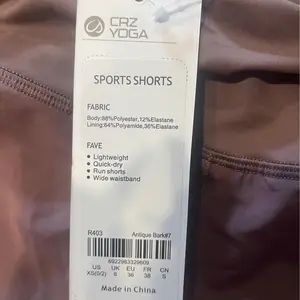 CRZ
YOGA
SPORTS SHORTS
FABRIC
Body:88%Polyester,12%Elastane
Lining:64%Polyamide,36%Elastane
FAVE
• Lightweight
• Quick-dry
• Run shorts
• Wide waistband
R403 Antique Bark#7
6922983329609
US UK EU FR CN
XS(0/2) 6 36 38 S
Made in China